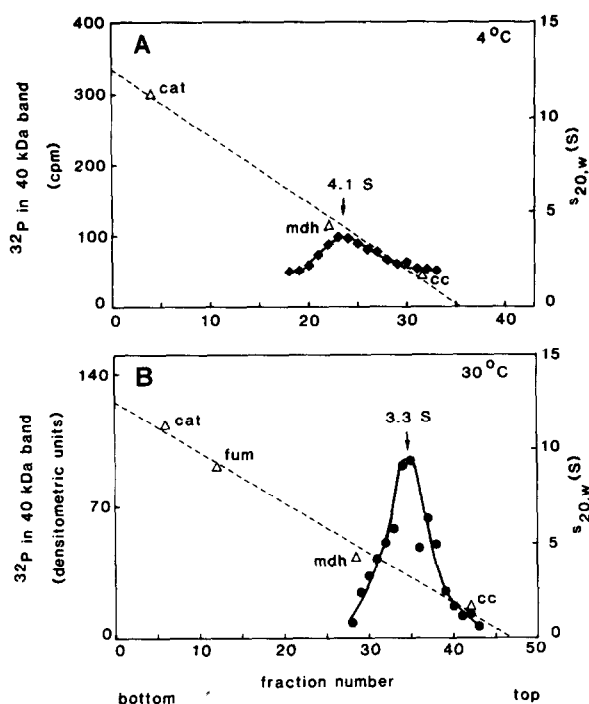 A
4°C
400
300
200
100
0
³²P in 40 kDa band
(cpm)
15
10
5
0
s20,w (S)
cat
4.1 S
mdh
cc
0
10
20
30
40
B
30°C
140
70
0
³²P in 40 kDa band
(densitometric units)
15
10
5
0
s20,w (S)
cat
fum
3.3 S
mdh
cc
0
10
20
30
40
50
bottom
fraction number
top